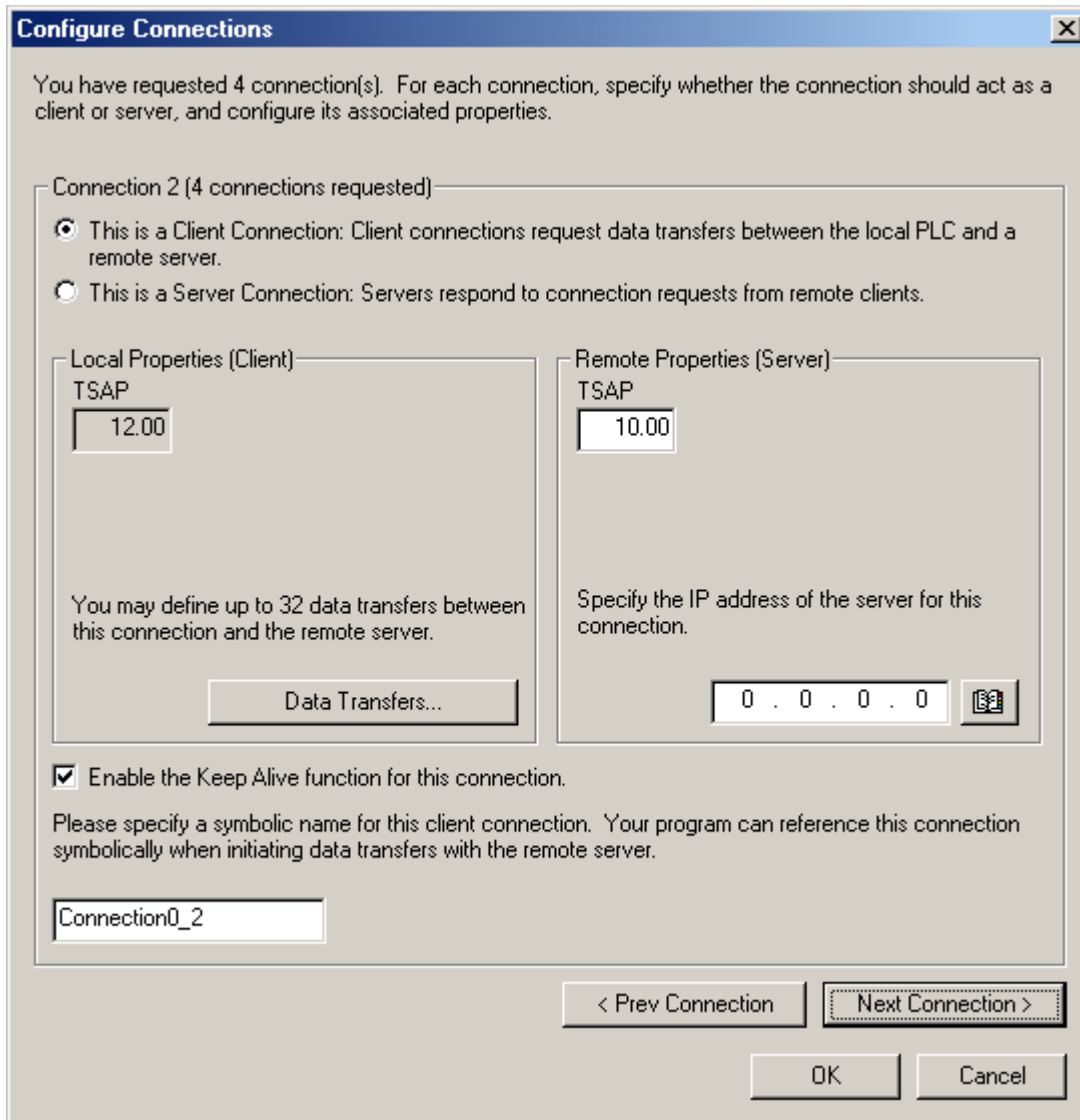 Configure Connections
You have requested 4 connection(s). For each connection, specify whether the connection should act as a
client or server, and configure its associated properties.
Connection 2 (4 connections requested)
This is a Client Connection: Client connections request data transfers between the local PLC and a
remote server.
This is a Server Connection: Servers respond to connection requests from remote clients.
Local Properties (Client)
TSAP
12.00
You may define up to 32 data transfers between
this connection and the remote server.
Data Transfers...
Remote Properties (Server)
TSAP
10.00
Specify the IP address of the server for this
connection.
0 . 0 . 0 . 0
Enable the Keep Alive function for this connection.
Please specify a symbolic name for this client connection. Your program can reference this connection
symbolically when initiating data transfers with the remote server.
Connection0_2
< Prev Connection
Next Connection >
OK
Cancel